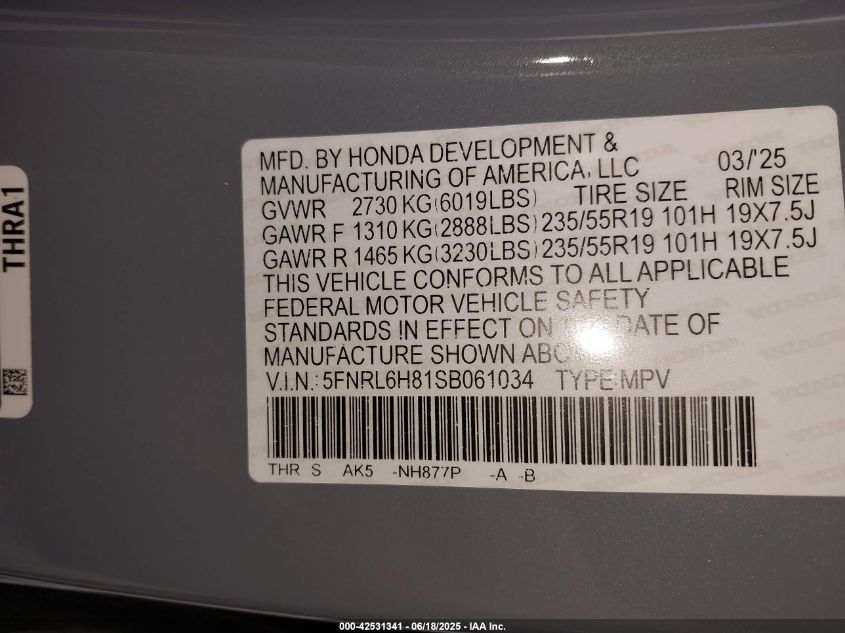 THRA1
MFD. BY HONDA DEVELOPMENT &
MANUFACTURING OF AMERICA, LLC 03/'25
GVWR 2730 KG(6019LBS) TIRE SIZE RIM SIZE
GAWR F 1310 KG(2888LBS) 235/55R19 101H 19X7.5J
GAWR R 1465 KG(3230LBS) 235/55R19 101H 19X7.5J
THIS VEHICLE CONFORMS TO ALL APPLICABLE
FEDERAL MOTOR VEHICLE SAFETY
STANDARDS IN EFFECT ON DATE OF
MANUFACTURE SHOWN
V.I.N.: 5FNRL6H81SB061034 TYPE:MPV
THR S AK5 -NH877P -A -B
000-42531341 - 06/18/2025 - IAA Inc.